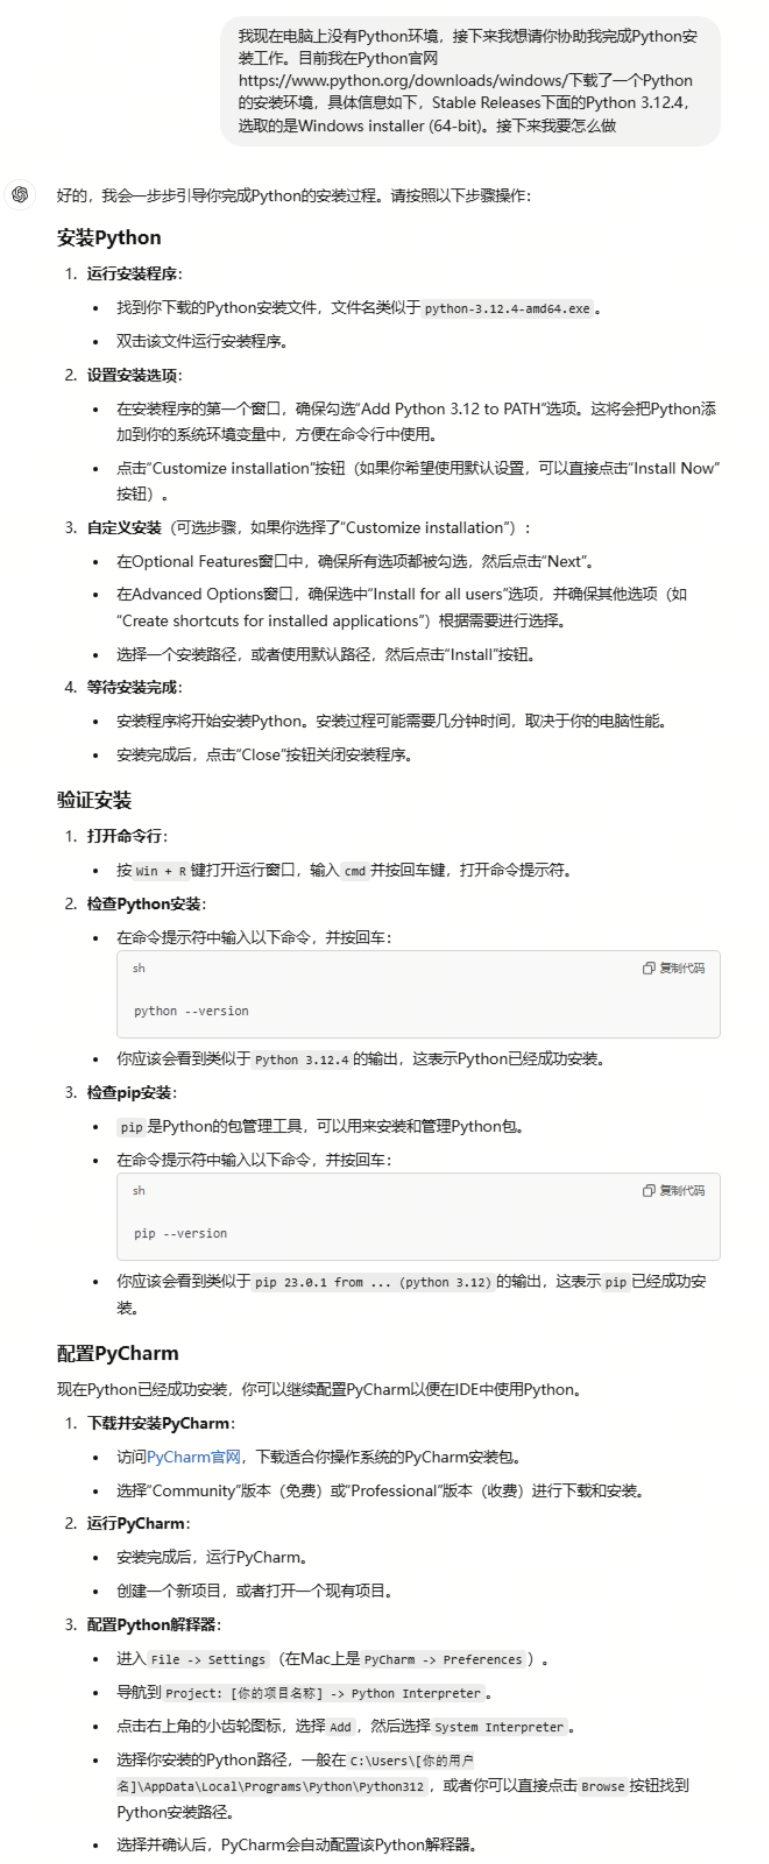 我现在电脑上没有Python环境，接下来我想请你协助我完成Python安
装工作。目前我在Python官网
https://www.python.org/downloads/windows/下载了一个Python
的安装环境，具体信息如下，Stable Releases下面的Python 3.12.4，
选取的是Windows installer (64-bit)。接下来我要怎么做
好的，我会一步步引导你完成Python的安装过程。请按照以下步骤操作：
安装Python
1. 运行安装程序：
• 找到你下载的Python安装文件，文件名类似于 python-3.12.4-amd64.exe 。
• 双击该文件运行安装程序。
2. 设置安装选项：
• 在安装程序的第一个窗口，确保勾选“Add Python 3.12 to PATH”选项。这将会把Python添
加到你的系统环境变量中，方便在命令行中使用。
• 点击“Customize installation”按钮（如果你希望使用默认设置，可以直接点击“Install Now”
按钮）。
3. 自定义安装（可选步骤，如果你选择了“Customize installation”）：
• 在Optional Features窗口中，确保所有选项都被勾选，然后点击“Next”。
• 在Advanced Options窗口，确保选中“Install for all users”选项，并确保其他选项（如
“Create shortcuts for installed applications”）根据需要进行选择。
• 选择一个安装路径，或者使用默认路径，然后点击“Install”按钮。
4. 等待安装完成：
• 安装程序将开始安装Python。安装过程可能需要几分钟时间，取决于你的电脑性能。
• 安装完成后，点击“Close”按钮关闭安装程序。
验证安装
1. 打开命令行：
• 按 Win + R 键打开运行窗口，输入 cmd 并按回车键，打开命令提示符。
2. 检查Python安装：
• 在命令提示符中输入以下命令，并按回车：
sh 复制代码
python --version
• 你应该会看到类似于 Python 3.12.4 的输出，这表示Python已经成功安装。
3. 检查pip安装：
• pip 是Python的包管理工具，可以用来安装和管理Python包。
• 在命令提示符中输入以下命令，并按回车：
sh 复制代码
pip --version
• 你应该会看到类似于 pip 23.0.1 from ... (python 3.12) 的输出，这表示 pip 已经成功安
装。
配置PyCharm
现在Python已经成功安装，你可以继续配置PyCharm以便在IDE中使用Python。
1. 下载并安装PyCharm：
• 访问PyCharm官网，下载适合你操作系统的PyCharm安装包。
• 选择“Community”版本（免费）或“Professional”版本（收费）进行下载和安装。
2. 运行PyCharm：
• 安装完成后，运行PyCharm。
• 创建一个新项目，或者打开一个现有项目。
3. 配置Python解释器：
• 进入 File -> Settings （在Mac上是 PyCharm -> Preferences ）。
• 导航到 Project: [你的项目名称] -> Python Interpreter 。
• 点击右上角的小齿轮图标，选择 Add ，然后选择 System Interpreter 。
• 选择你安装的Python路径，一般在 C:\Users\[你的用户
名]\AppData\Local\Programs\Python\Python312 ，或者你可以直接点击 Browse 按钮找到
Python安装路径。
• 选择并确认后，PyCharm会自动配置该Python解释器。